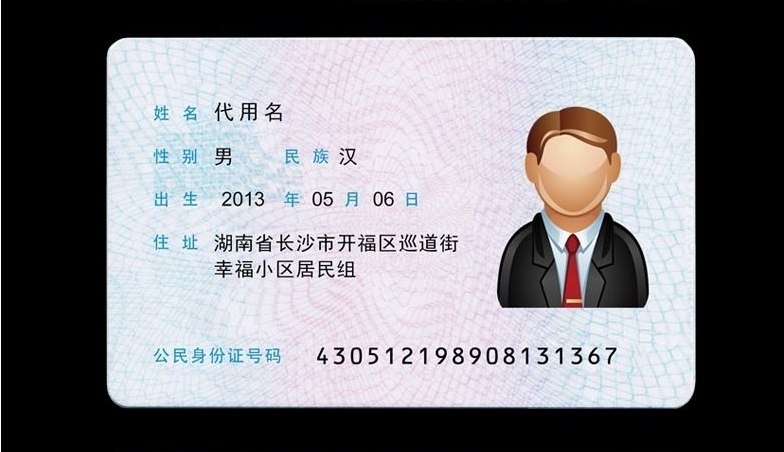 姓名 代用名
性别 男 民族 汉
出生 2013 年 05 月 06 日
住址 湖南省长沙市开福区巡道街
幸福小区居民组
公民身份证号码 430512198908131367